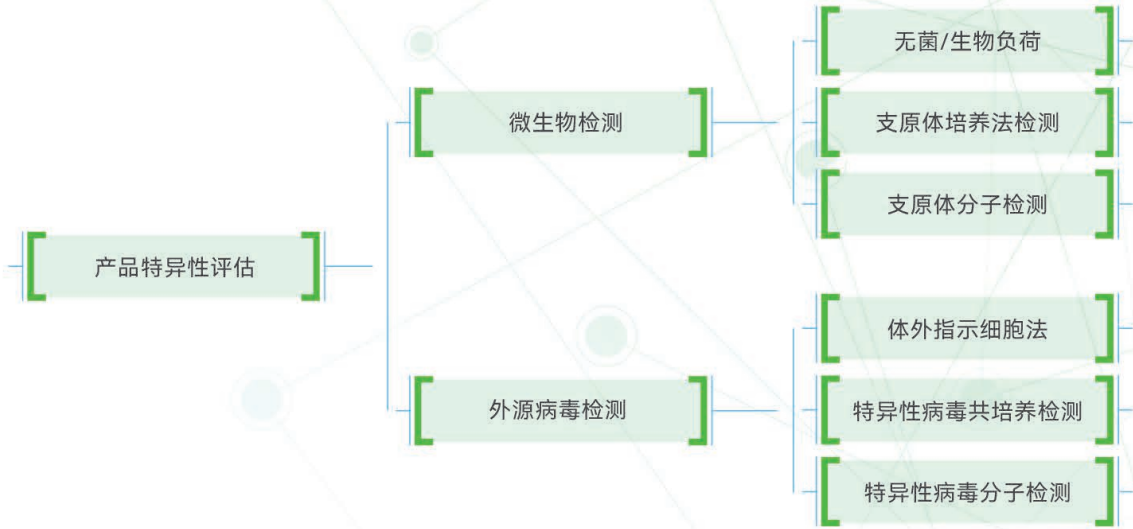 产品特异性评估
微生物检测
无菌/生物负荷
支原体培养法检测
支原体分子检测
外源病毒检测
体外指示细胞法
特异性病毒共培养检测
特异性病毒分子检测